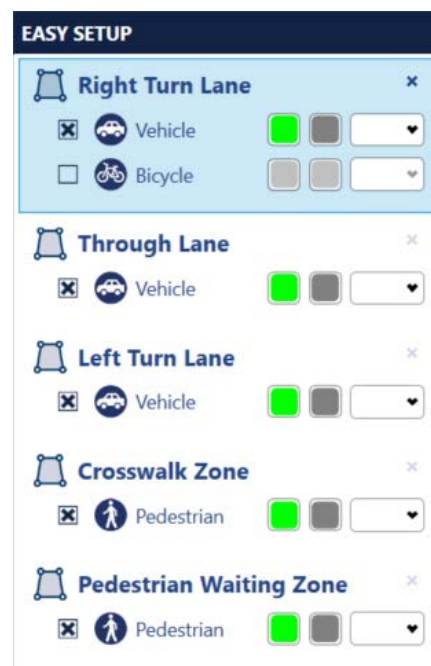 EASY SETUP
Right Turn Lane
Vehicle
Bicycle
Through Lane
Vehicle
Left Turn Lane
Vehicle
Crosswalk Zone
Pedestrian
Pedestrian Waiting Zone
Pedestrian